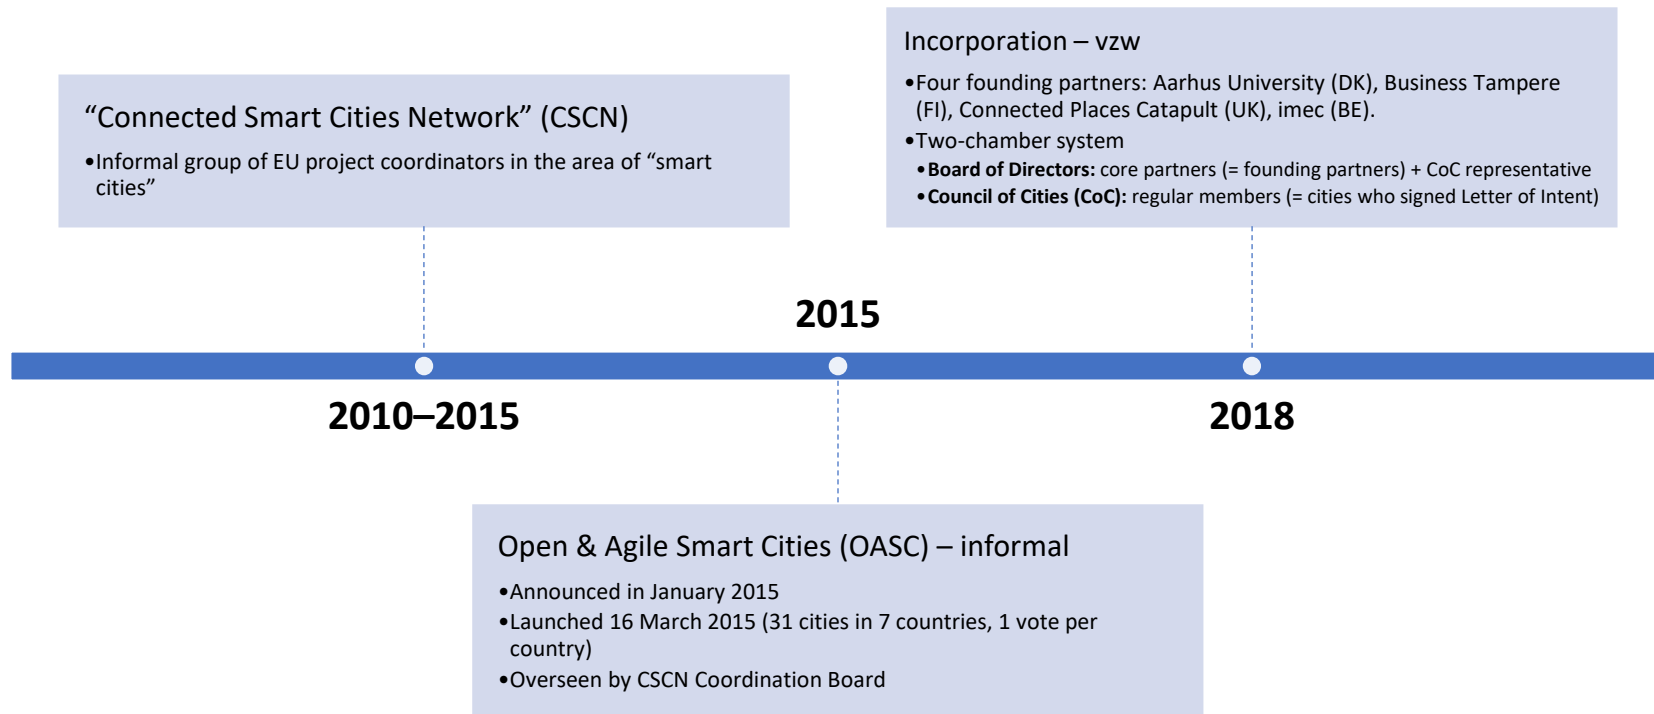 “Connected Smart Cities Network” (CSCN)
•Informal group of EU project coordinators in the area of “smart
cities”
2010–2015
2015
Open & Agile Smart Cities (OASC) – informal
•Announced in January 2015
•Launched 16 March 2015 (31 cities in 7 countries, 1 vote per
country)
•Overseen by CSCN Coordination Board
Incorporation – vzw
•Four founding partners: Aarhus University (DK), Business Tampere
(FI), Connected Places Catapult (UK), imec (BE).
•Two-chamber system
•Board of Directors: core partners (= founding partners) + CoC representative
•Council of Cities (CoC): regular members (= cities who signed Letter of Intent)
2018